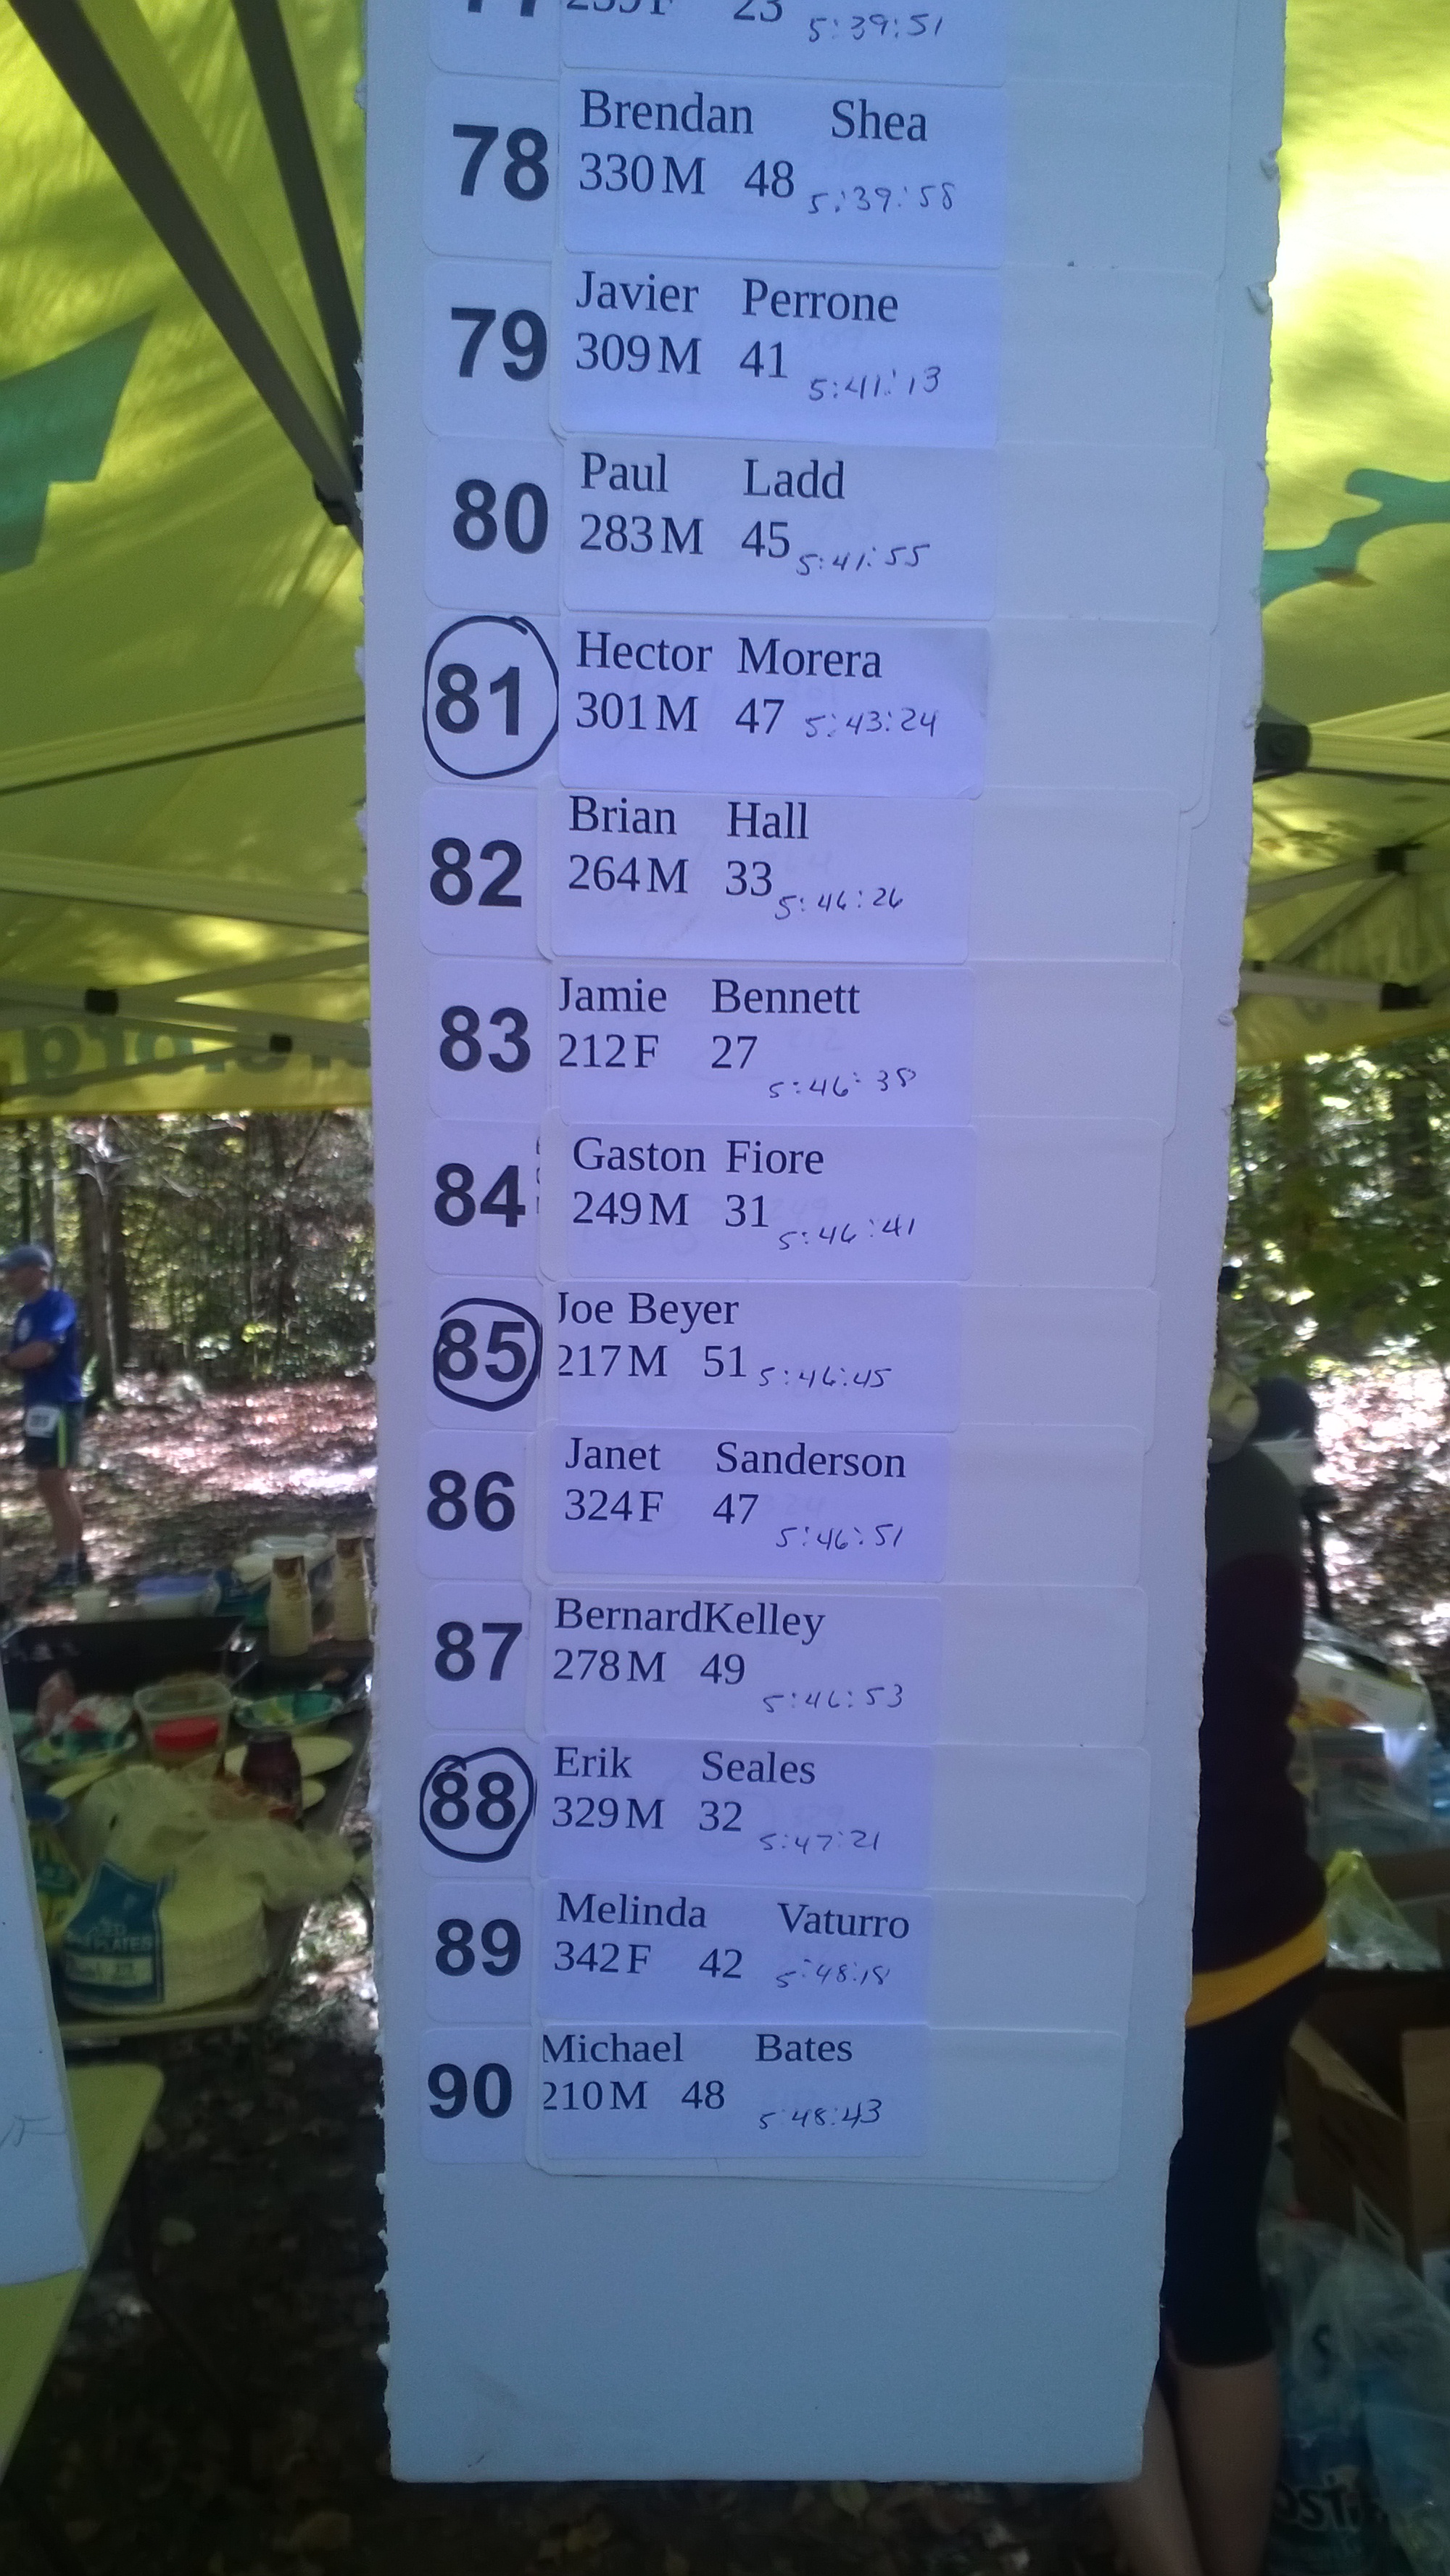 77 23 5:39:51
78 Brendan Shea
330 M 48 5:39:58
79 Javier Perrone
309 M 41 5:41:13
80 Paul Ladd
283 M 45 5:41:55
81 Hector Morera
301 M 47 5:43:24
82 Brian Hall
264 M 33 5:46:26
83 Jamie Bennett
212 F 27 5:46:38
84 Gaston Fiore
249 M 31 5:46:41
85 Joe Beyer
217 M 51 5:46:45
86 Janet Sanderson
324 F 47 5:46:51
87 Bernard Kelley
278 M 49 5:46:53
88 Erik Seales
329 M 32 5:47:21
89 Melinda Vaturro
342 F 42 5:48:18
90 Michael Bates
210 M 48 5:48:43
PLATES